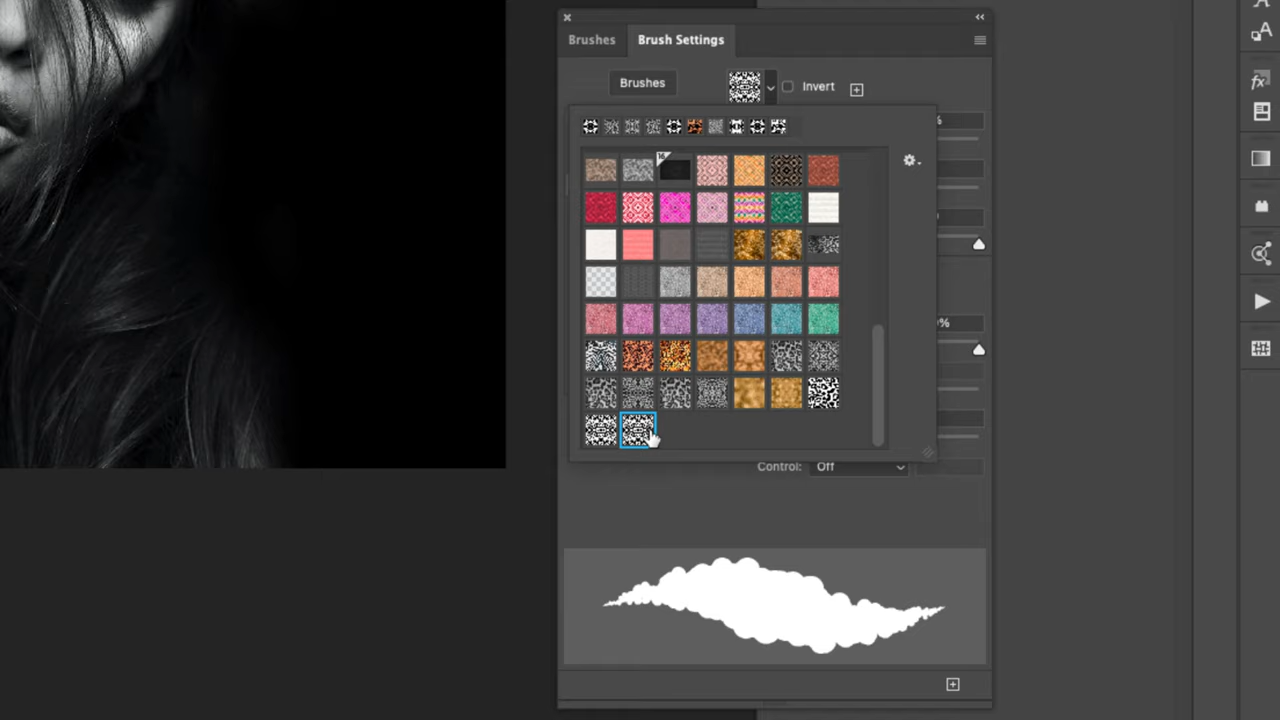 Brushes
Brush Settings
Brushes
Invert
%
%
Control: Off